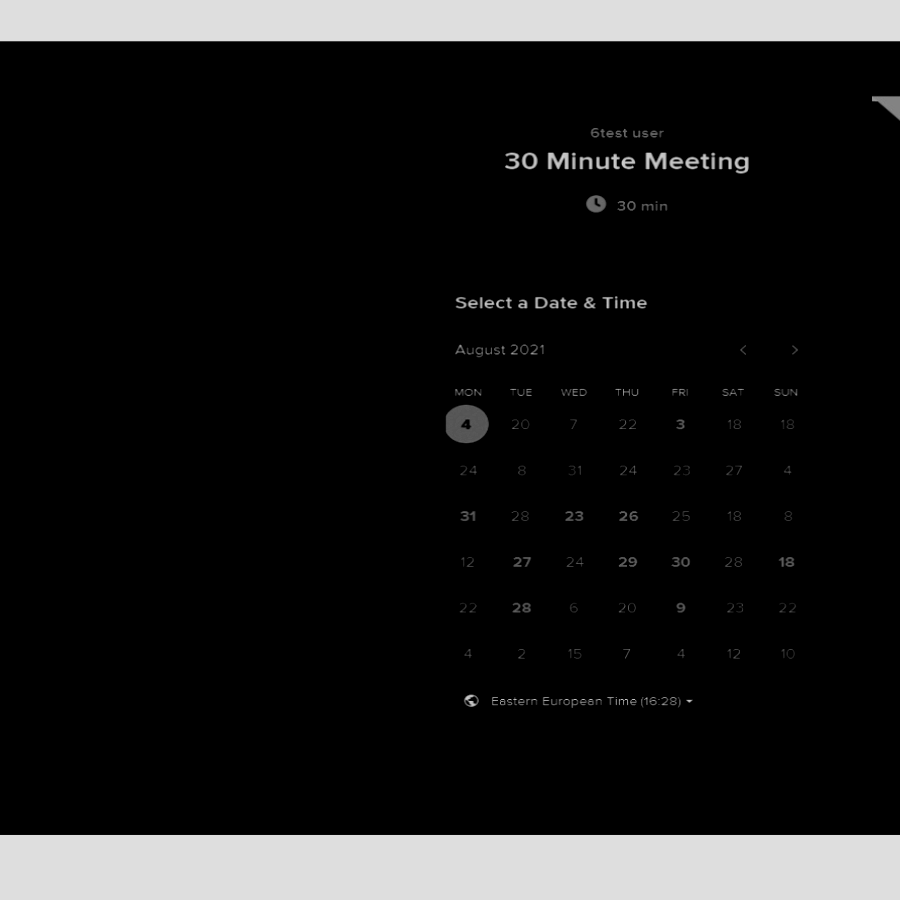 6test user
30 Minute Meeting
30 min
Select a Date & Time
August 2021
MON TUE WED THU FRI SAT SUN
4 20 7 22 3 18 18
24 8 31 24 23 27 4
31 28 23 26 25 18 8
12 27 24 29 30 28 18
22 28 6 20 9 23 22
4 2 15 7 4 12 10
Eastern European Time (16:28)